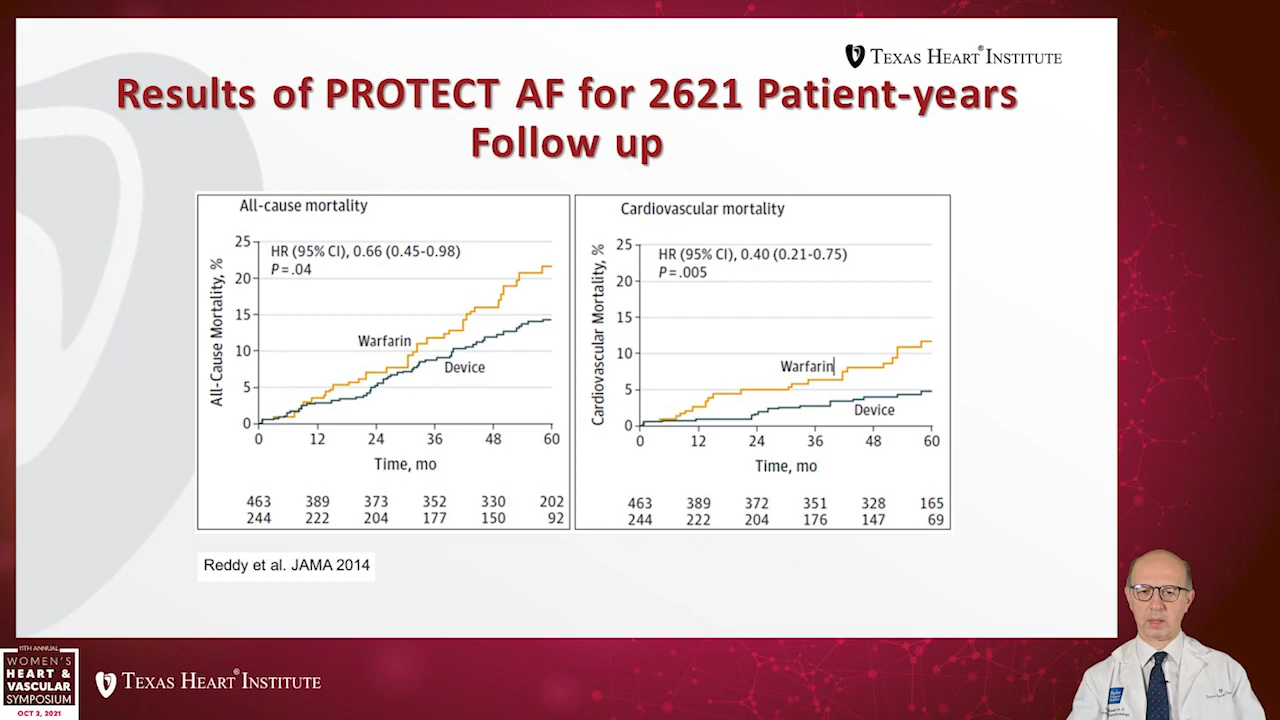 TEXAS HEART® INSTITUTE
Results of PROTECT AF for 2621 Patient-years
Follow up
All-cause mortality
HR (95% CI), 0.66 (0.45-0.98)
P = .04
All-Cause Mortality, %
25
20
15
10
5
0
Warfarin
Device
0 12 24 36 48 60
Time, mo
463 389 373 352 330 202
244 222 204 177 150 92
Cardiovascular mortality
HR (95% CI), 0.40 (0.21-0.75)
P = .005
Cardiovascular Mortality, %
25
20
15
10
5
0
Warfarin
Device
0 12 24 36 48 60
Time, mo
463 389 372 351 328 165
244 222 204 176 147 69
Reddy et al. JAMA 2014
11TH ANNUAL
WOMEN'S
HEART &
VASCULAR
SYMPOSIUM
OCT 2, 2021
TEXAS HEART® INSTITUTE